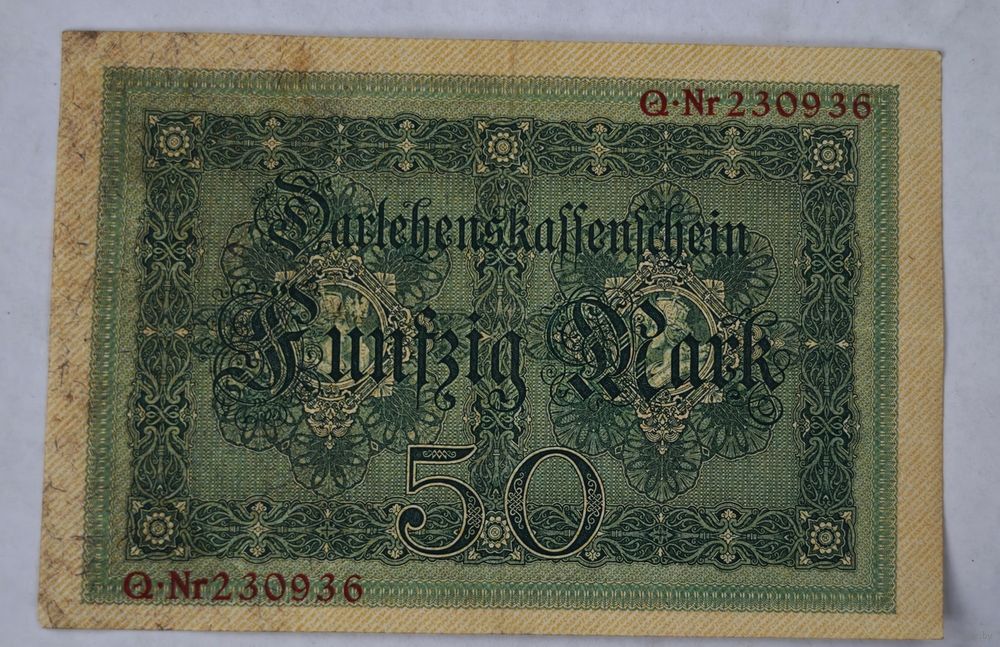 Q·Nr 230936
Darlehenskassenschein
Fünfzig Mark
50
Q·Nr 230936